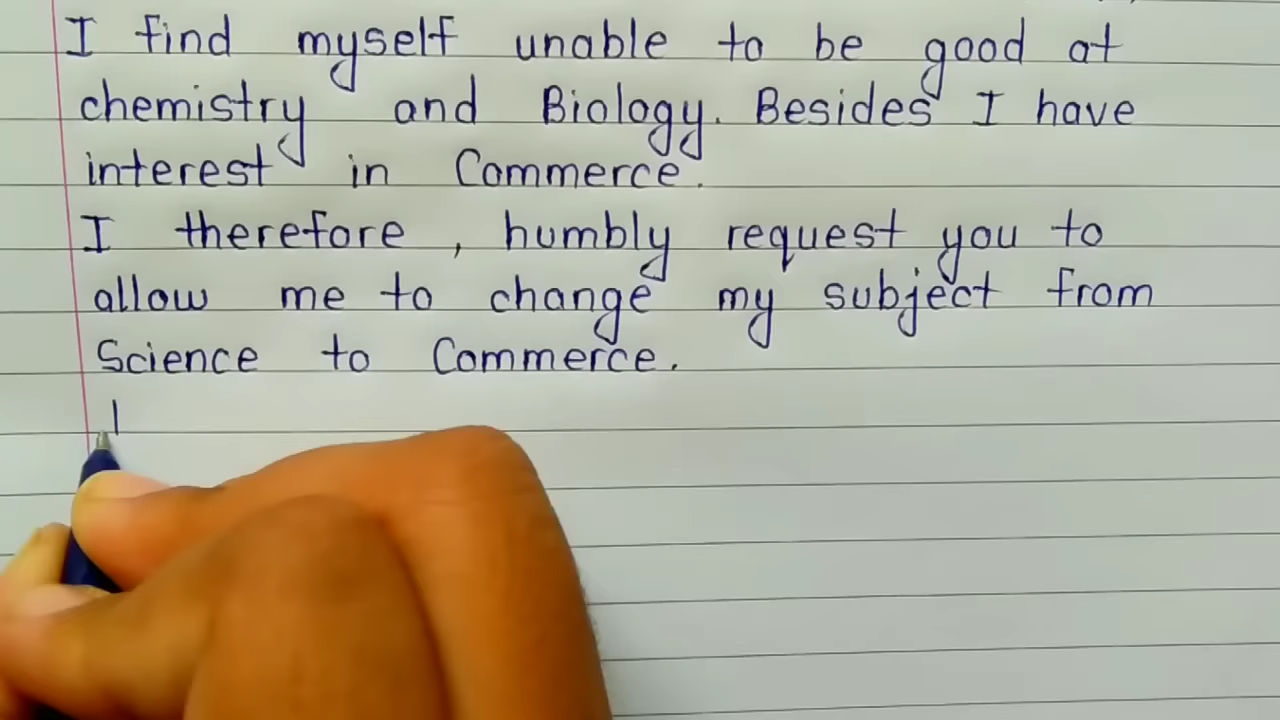 I find myself unable to be good at
chemistry and Biology. Besides I have
interest in Commerce.
I therefore, humbly request you to
allow me to change my subject from
Science to Commerce.